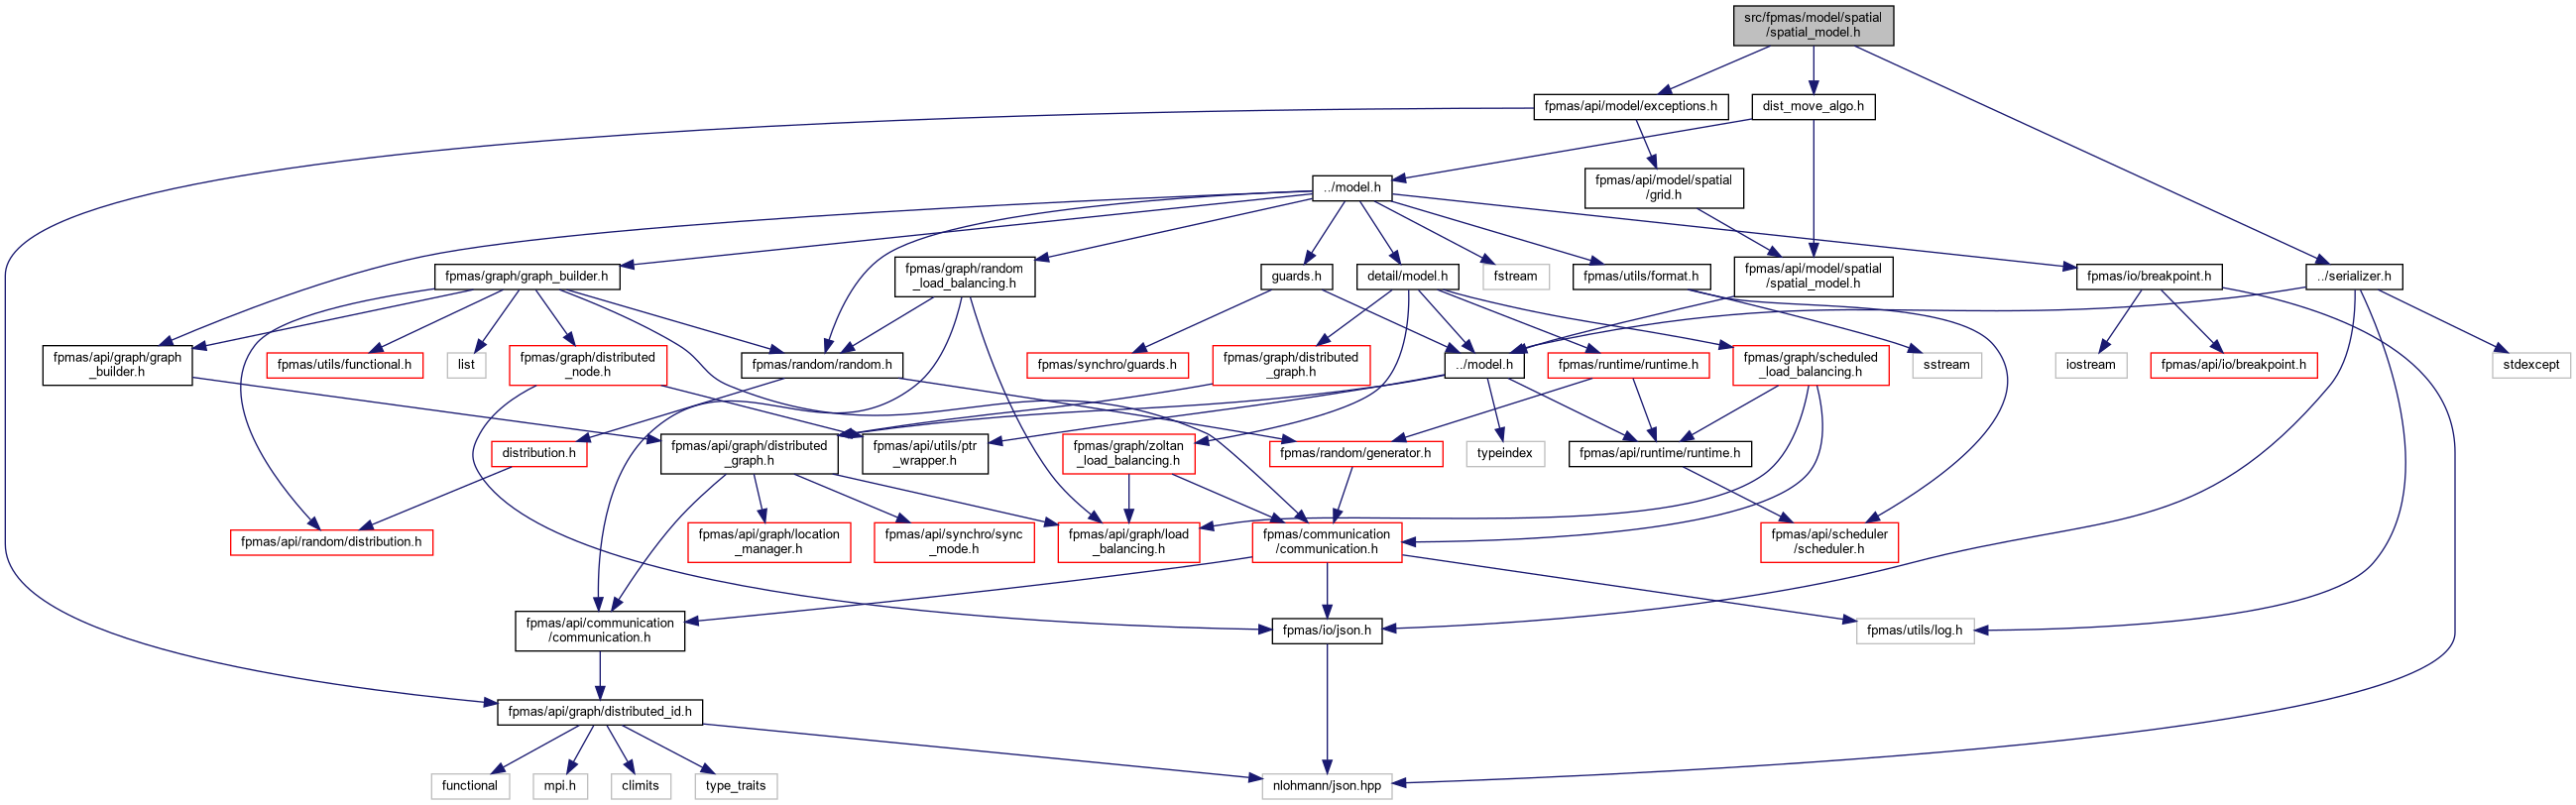 src/fpmas/model/spatial
/spatial_model.h
fpmas/api/model/exceptions.h
dist_move_algo.h
../model.h
fpmas/api/model/spatial
/grid.h
fpmas/graph/graph_builder.h
fpmas/graph/random
_load_balancing.h
guards.h
detail/model.h
fstream
fpmas/utils/format.h
fpmas/api/model/spatial
/spatial_model.h
fpmas/io/breakpoint.h
../serializer.h
fpmas/api/graph/graph
_builder.h
fpmas/utils/functional.h
list
fpmas/graph/distributed
_node.h
fpmas/random/random.h
fpmas/synchro/guards.h
fpmas/graph/distributed
_graph.h
../model.h
fpmas/runtime/runtime.h
fpmas/graph/scheduled
_load_balancing.h
sstream
iostream
fpmas/api/io/breakpoint.h
stdexcept
distribution.h
fpmas/api/graph/distributed
_graph.h
fpmas/api/utils/ptr
_wrapper.h
fpmas/graph/zoltan
_load_balancing.h
fpmas/random/generator.h
typeindex
fpmas/api/runtime/runtime.h
fpmas/api/random/distribution.h
fpmas/api/graph/location
_manager.h
fpmas/api/synchro/sync
_mode.h
fpmas/api/graph/load
_balancing.h
fpmas/communication
/communication.h
fpmas/api/scheduler
/scheduler.h
fpmas/api/communication
/communication.h
fpmas/io/json.h
fpmas/utils/log.h
fpmas/api/graph/distributed_id.h
functional
mpi.h
climits
type_traits
nlohmann/json.hpp